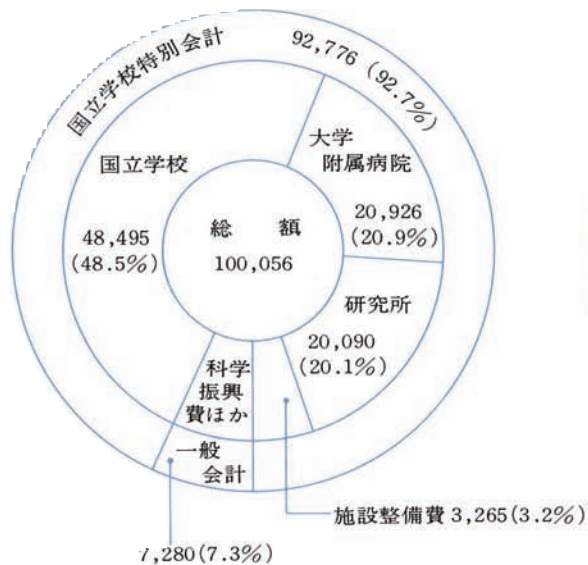 国立学校特別会計 92,776 (92.7%)
大学
附属病院
20,926
(20.9%)
国立学校
48,495
(48.5%)
総額
100,056
研究所
20,090
(20.1%)
科学
振興
費ほか
一般
会計
施設整備費 3,265(3.2%)
7,280(7.3%)